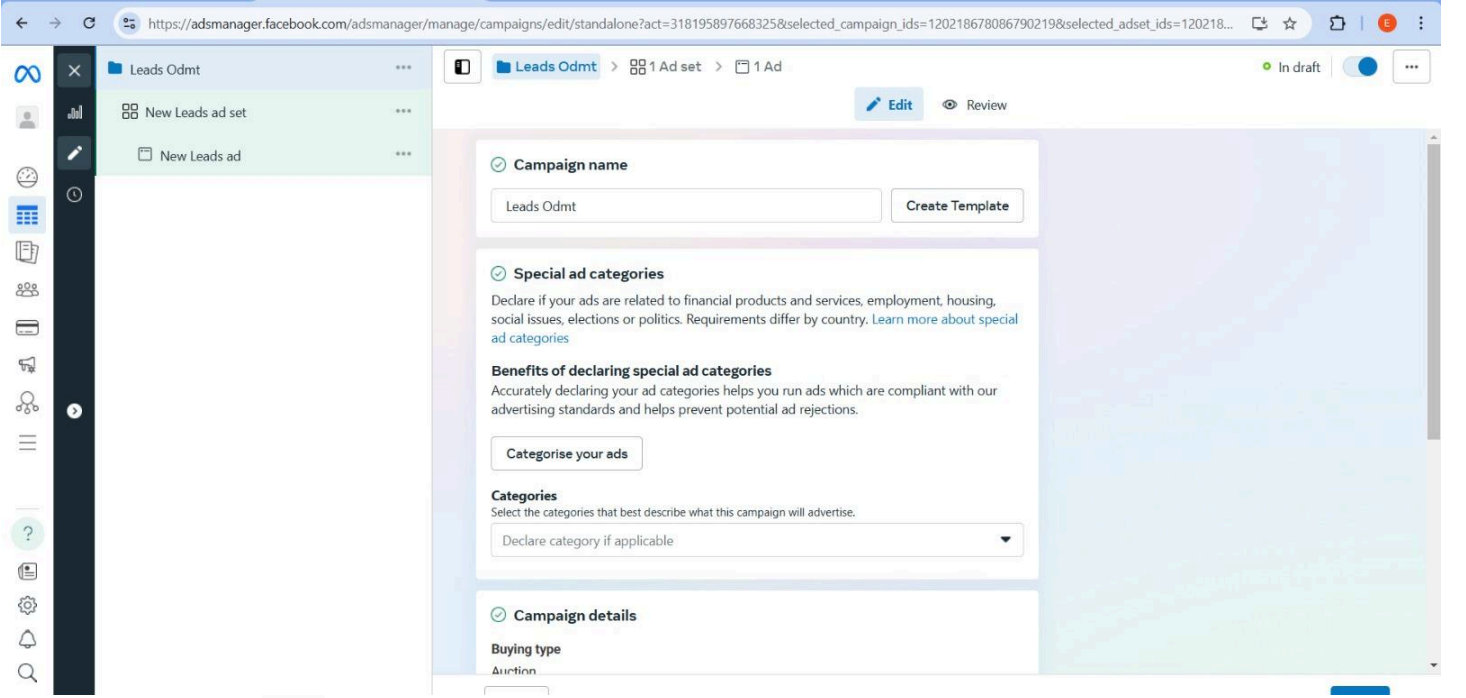 https://adsmanager.facebook.com/adsmanager/manage/campaigns/edit/standalone?act=318195897668325&selected_campaign_ids=120218678086790219&selected_adset_ids=120218...
E
Leads Odmt
New Leads ad set
New Leads ad
Leads Odmt > 1 Ad set > 1 Ad
In draft
Edit
Review
Campaign name
Leads Odmt
Create Template
Special ad categories
Declare if your ads are related to financial products and services, employment, housing,
social issues, elections or politics. Requirements differ by country. Learn more about special
ad categories
Benefits of declaring special ad categories
Accurately declaring your ad categories helps you run ads which are compliant with our
advertising standards and helps prevent potential ad rejections.
Categorise your ads
Categories
Select the categories that best describe what this campaign will advertise.
Declare category if applicable
Campaign details
Buying type
Auction